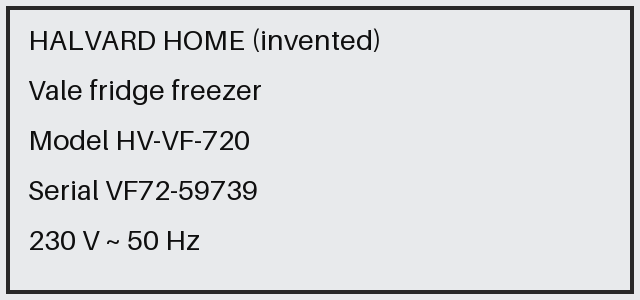 HALVARD HOME (invented)
Vale fridge freezer
Model HV-VF-720
Serial VF72-59739
230 V ~ 50 Hz